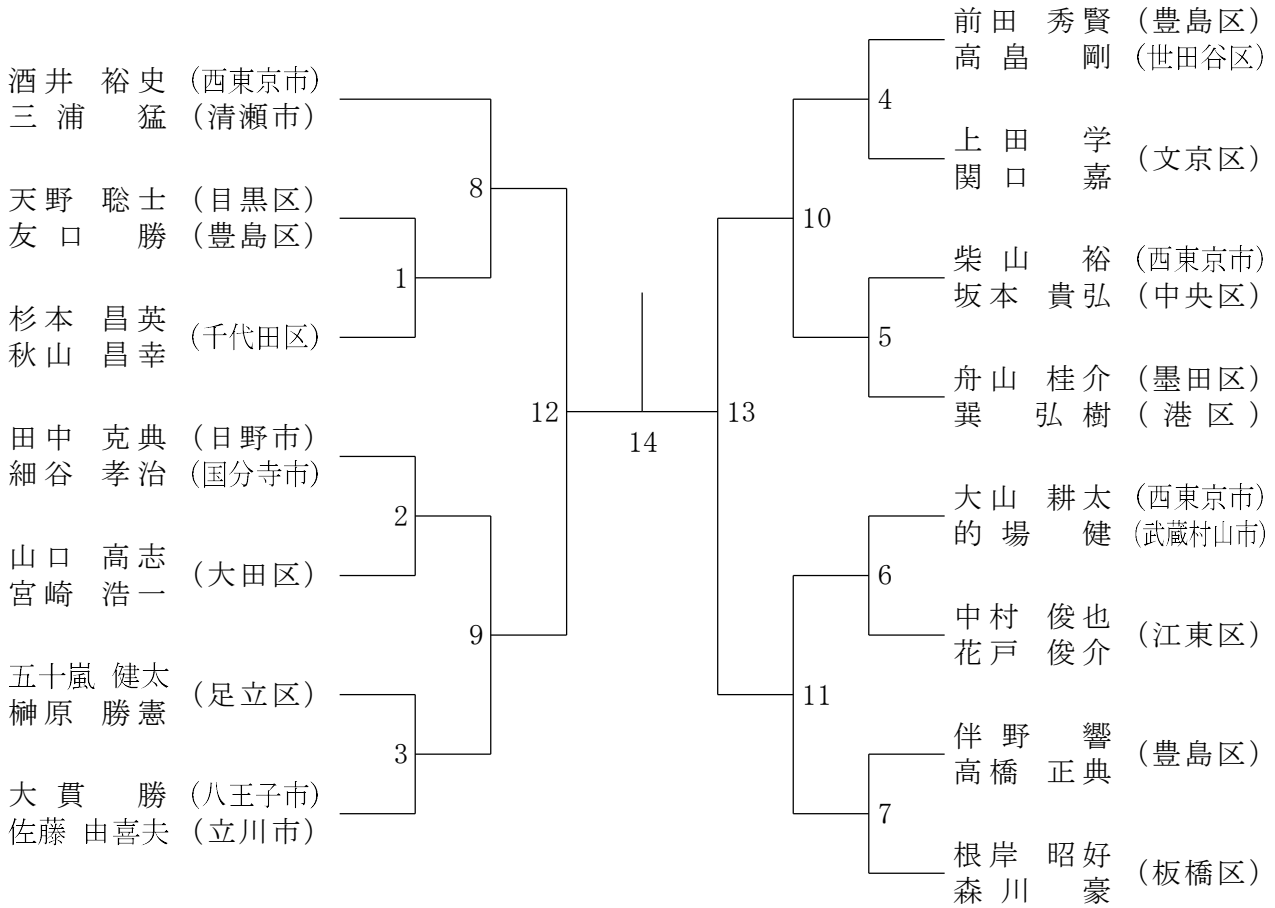 酒井 裕史 (西東京市)
三浦 猛 (清瀬市)
8
天野 聡士 (目黒区)
友口 勝 (豊島区)
1
杉本 昌英
秋山 昌幸
(千代田区)
12
田中 克典 (日野市)
細谷 孝治 (国分寺市)
2
山口 高志
宮崎 浩一
(大田区)
9
五十嵐 健太
榊原 勝憲
(足立区)
3
大貫 勝 (八王子市)
佐藤 由喜夫 (立川市)
14
前田 秀賢 (豊島区)
高畠 剛 (世田谷区)
4
上田 学
関口 嘉
(文京区)
10
柴山 裕 (西東京市)
坂本 貴弘 (中央区)
5
舟山 桂介 (墨田区)
巽 弘樹 (港区)
13
大山 耕太 (西東京市)
的場 健 (武蔵村山市)
6
中村 俊也
花戸 俊介
(江東区)
11
伴野 響
高橋 正典
(豊島区)
7
根岸 昭好
森川 豪
(板橋区)